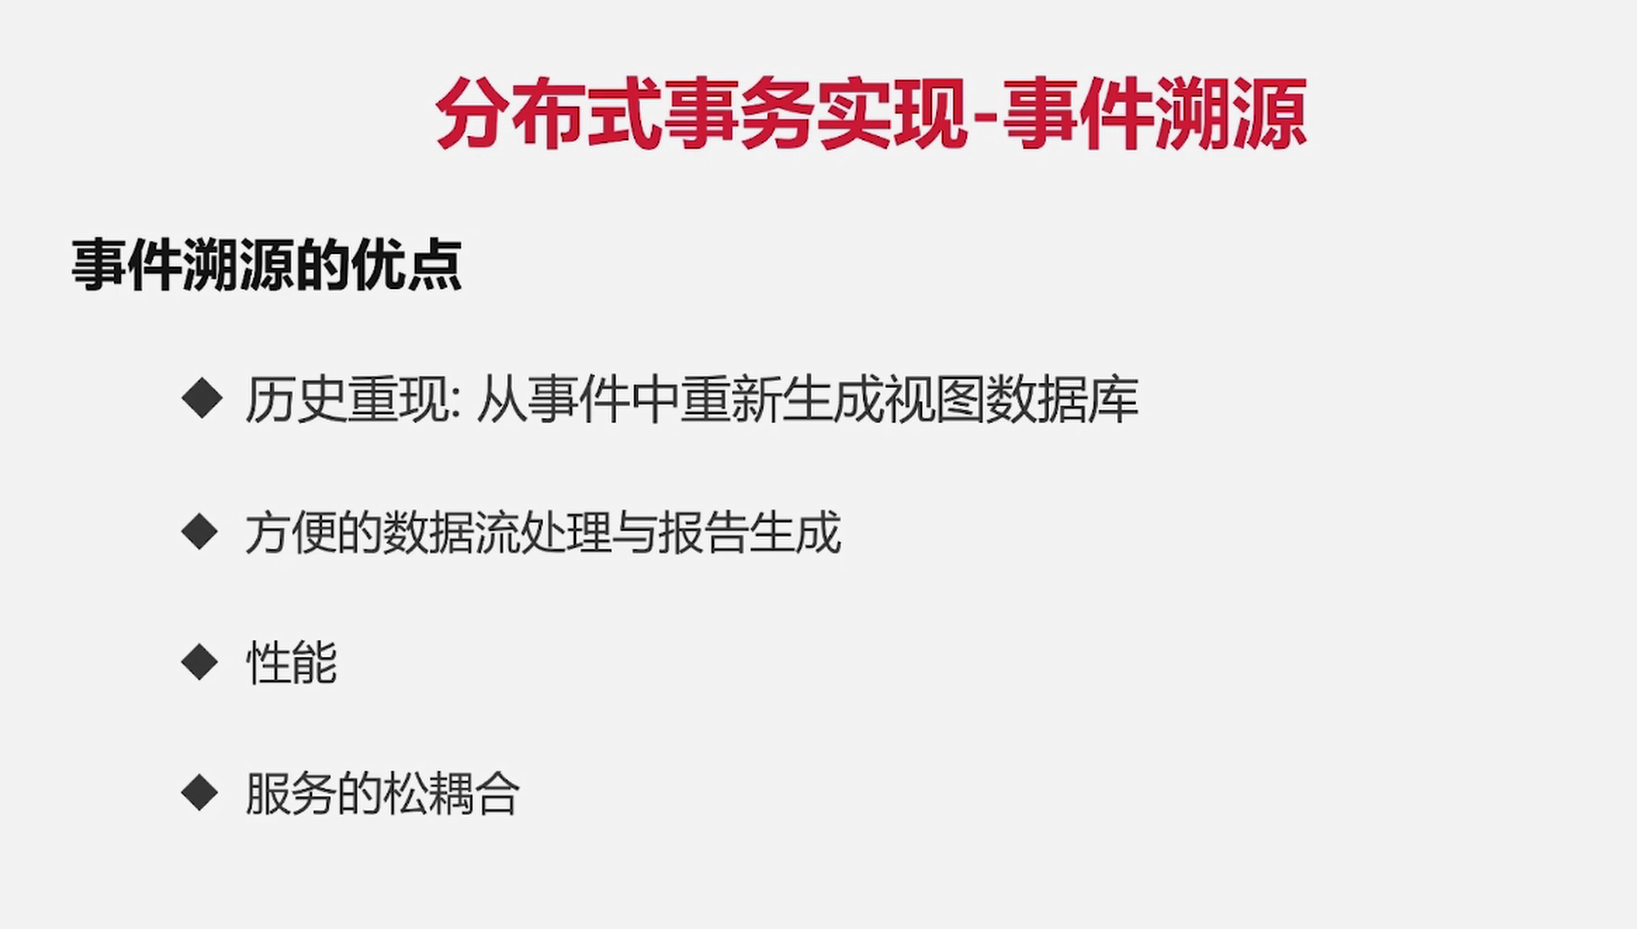 分布式事务实现-事件溯源
事件溯源的优点
◆ 历史重现: 从事件中重新生成视图数据库
◆ 方便的数据流处理与报告生成
◆ 性能
◆ 服务的松耦合